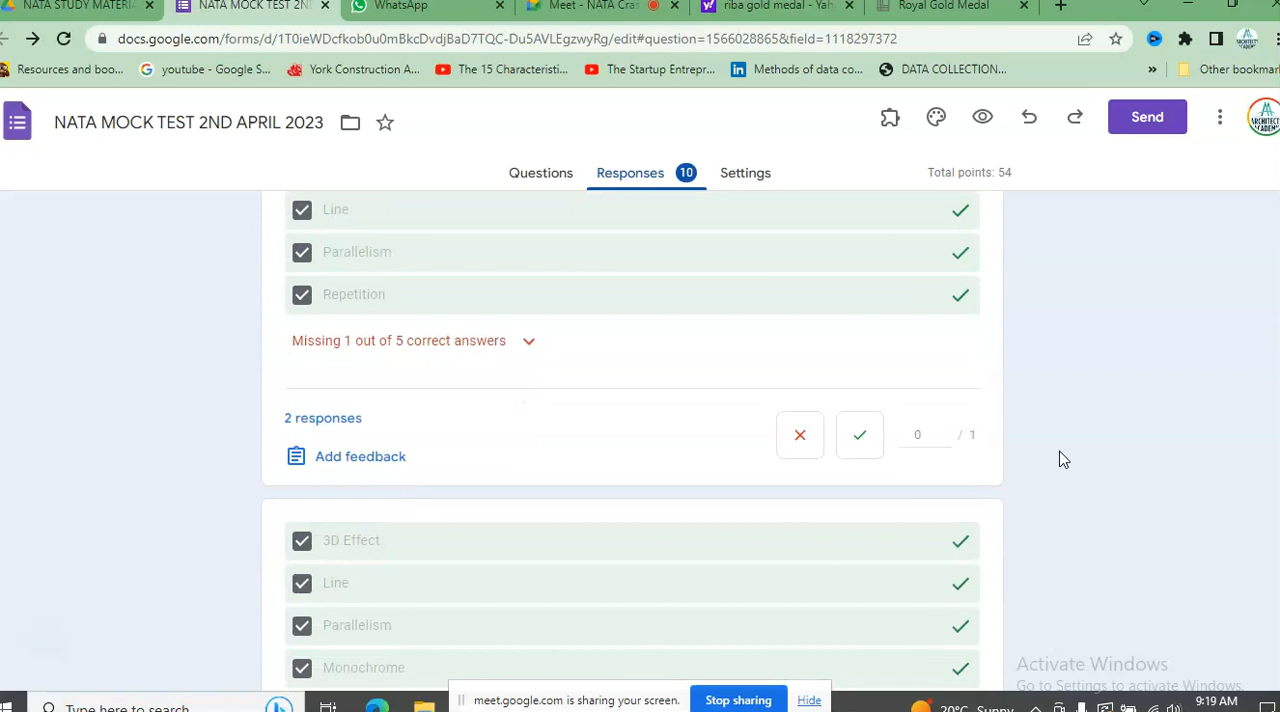 NATA STUDY MATERI
NATA MOCK TEST 2N
WhatsApp
Meet - NATA Cras
riba gold medal - Yah
Royal Gold Medal
docs.google.com/forms/d/1T0ieWDcfkob0u0mBkcDvdjBaD7TQC-Du5AVLEgzwyRg/edit#question=1566028865&field=1118297372
Resources and boo...
youtube - Google S...
York Construction A...
The 15 Characteristi...
The Startup Entrepr...
Methods of data co...
DATA COLLECTION...
»
Other bookmar
NATA MOCK TEST 2ND APRIL 2023
Send
ARCHITECTS
ACADEMY
Questions
Responses 10
Settings
Total points: 54
Line
Parallelism
Repetition
Missing 1 out of 5 correct answers
2 responses
0 / 1
Add feedback
3D Effect
Line
Parallelism
Monochrome
Activate Windows
Go to Settings to activate Windows.
meet.google.com is sharing your screen.
Stop sharing
Hide
Type here to search
20°C Sunny
9:19 AM